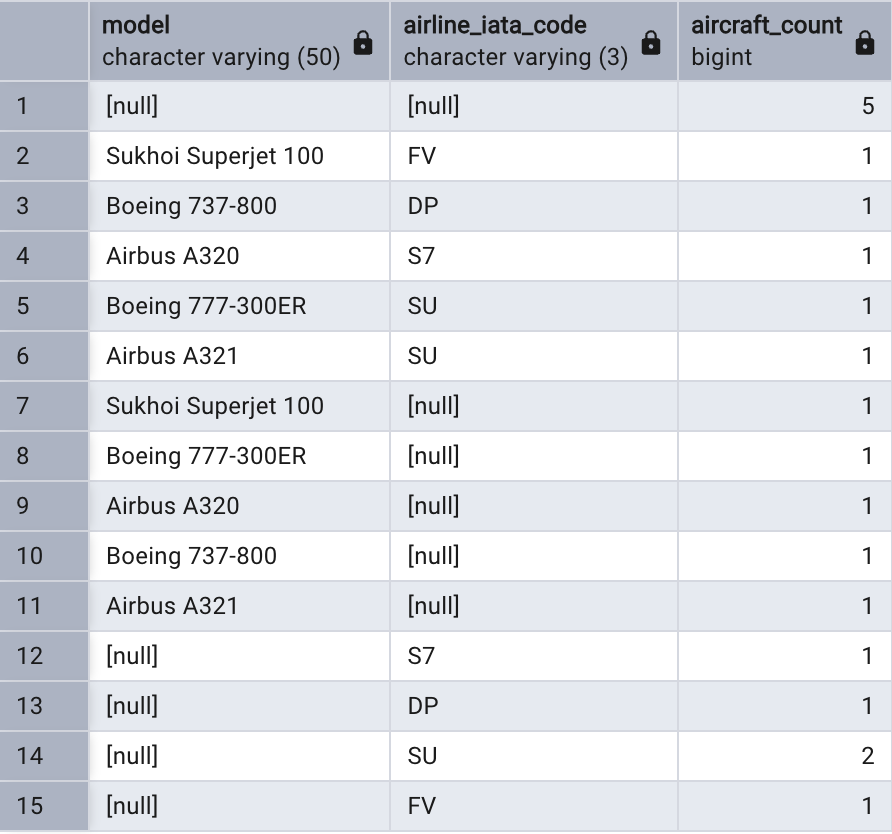 model airline_iata_code aircraft_count
character varying (50) character varying (3) bigint
1 [null] [null] 5
2 Sukhoi Superjet 100 FV 1
3 Boeing 737-800 DP 1
4 Airbus A320 S7 1
5 Boeing 777-300ER SU 1
6 Airbus A321 SU 1
7 Sukhoi Superjet 100 [null] 1
8 Boeing 777-300ER [null] 1
9 Airbus A320 [null] 1
10 Boeing 737-800 [null] 1
11 Airbus A321 [null] 1
12 [null] S7 1
13 [null] DP 1
14 [null] SU 2
15 [null] FV 1